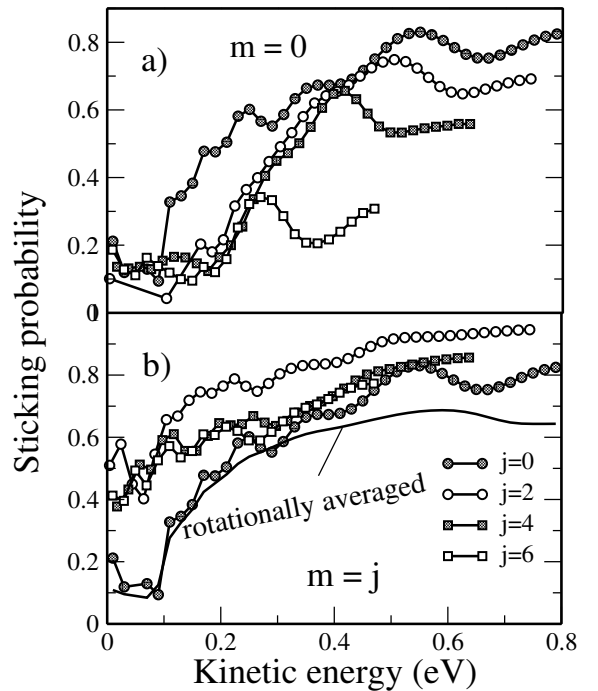 a)
m = 0
0.8
0.6
0.4
0.2
0
Sticking probability
1
b)
0.8
0.6
0.4
0.2
0
rotationally averaged
j=0
j=2
j=4
j=6
m = j
0
0.2
0.4
0.6
0.8
Kinetic energy (eV)